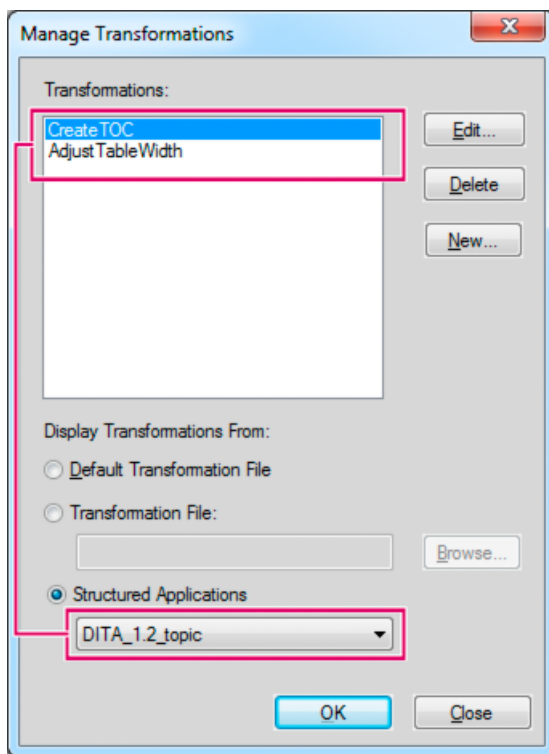 Manage Transformations
Transformations:
CreateTOC
AdjustTableWidth
Edit...
Delete
New...
Display Transformations From:
Default Transformation File
Transformation File:
Browse...
Structured Applications
DITA_1.2_topic
OK
Close